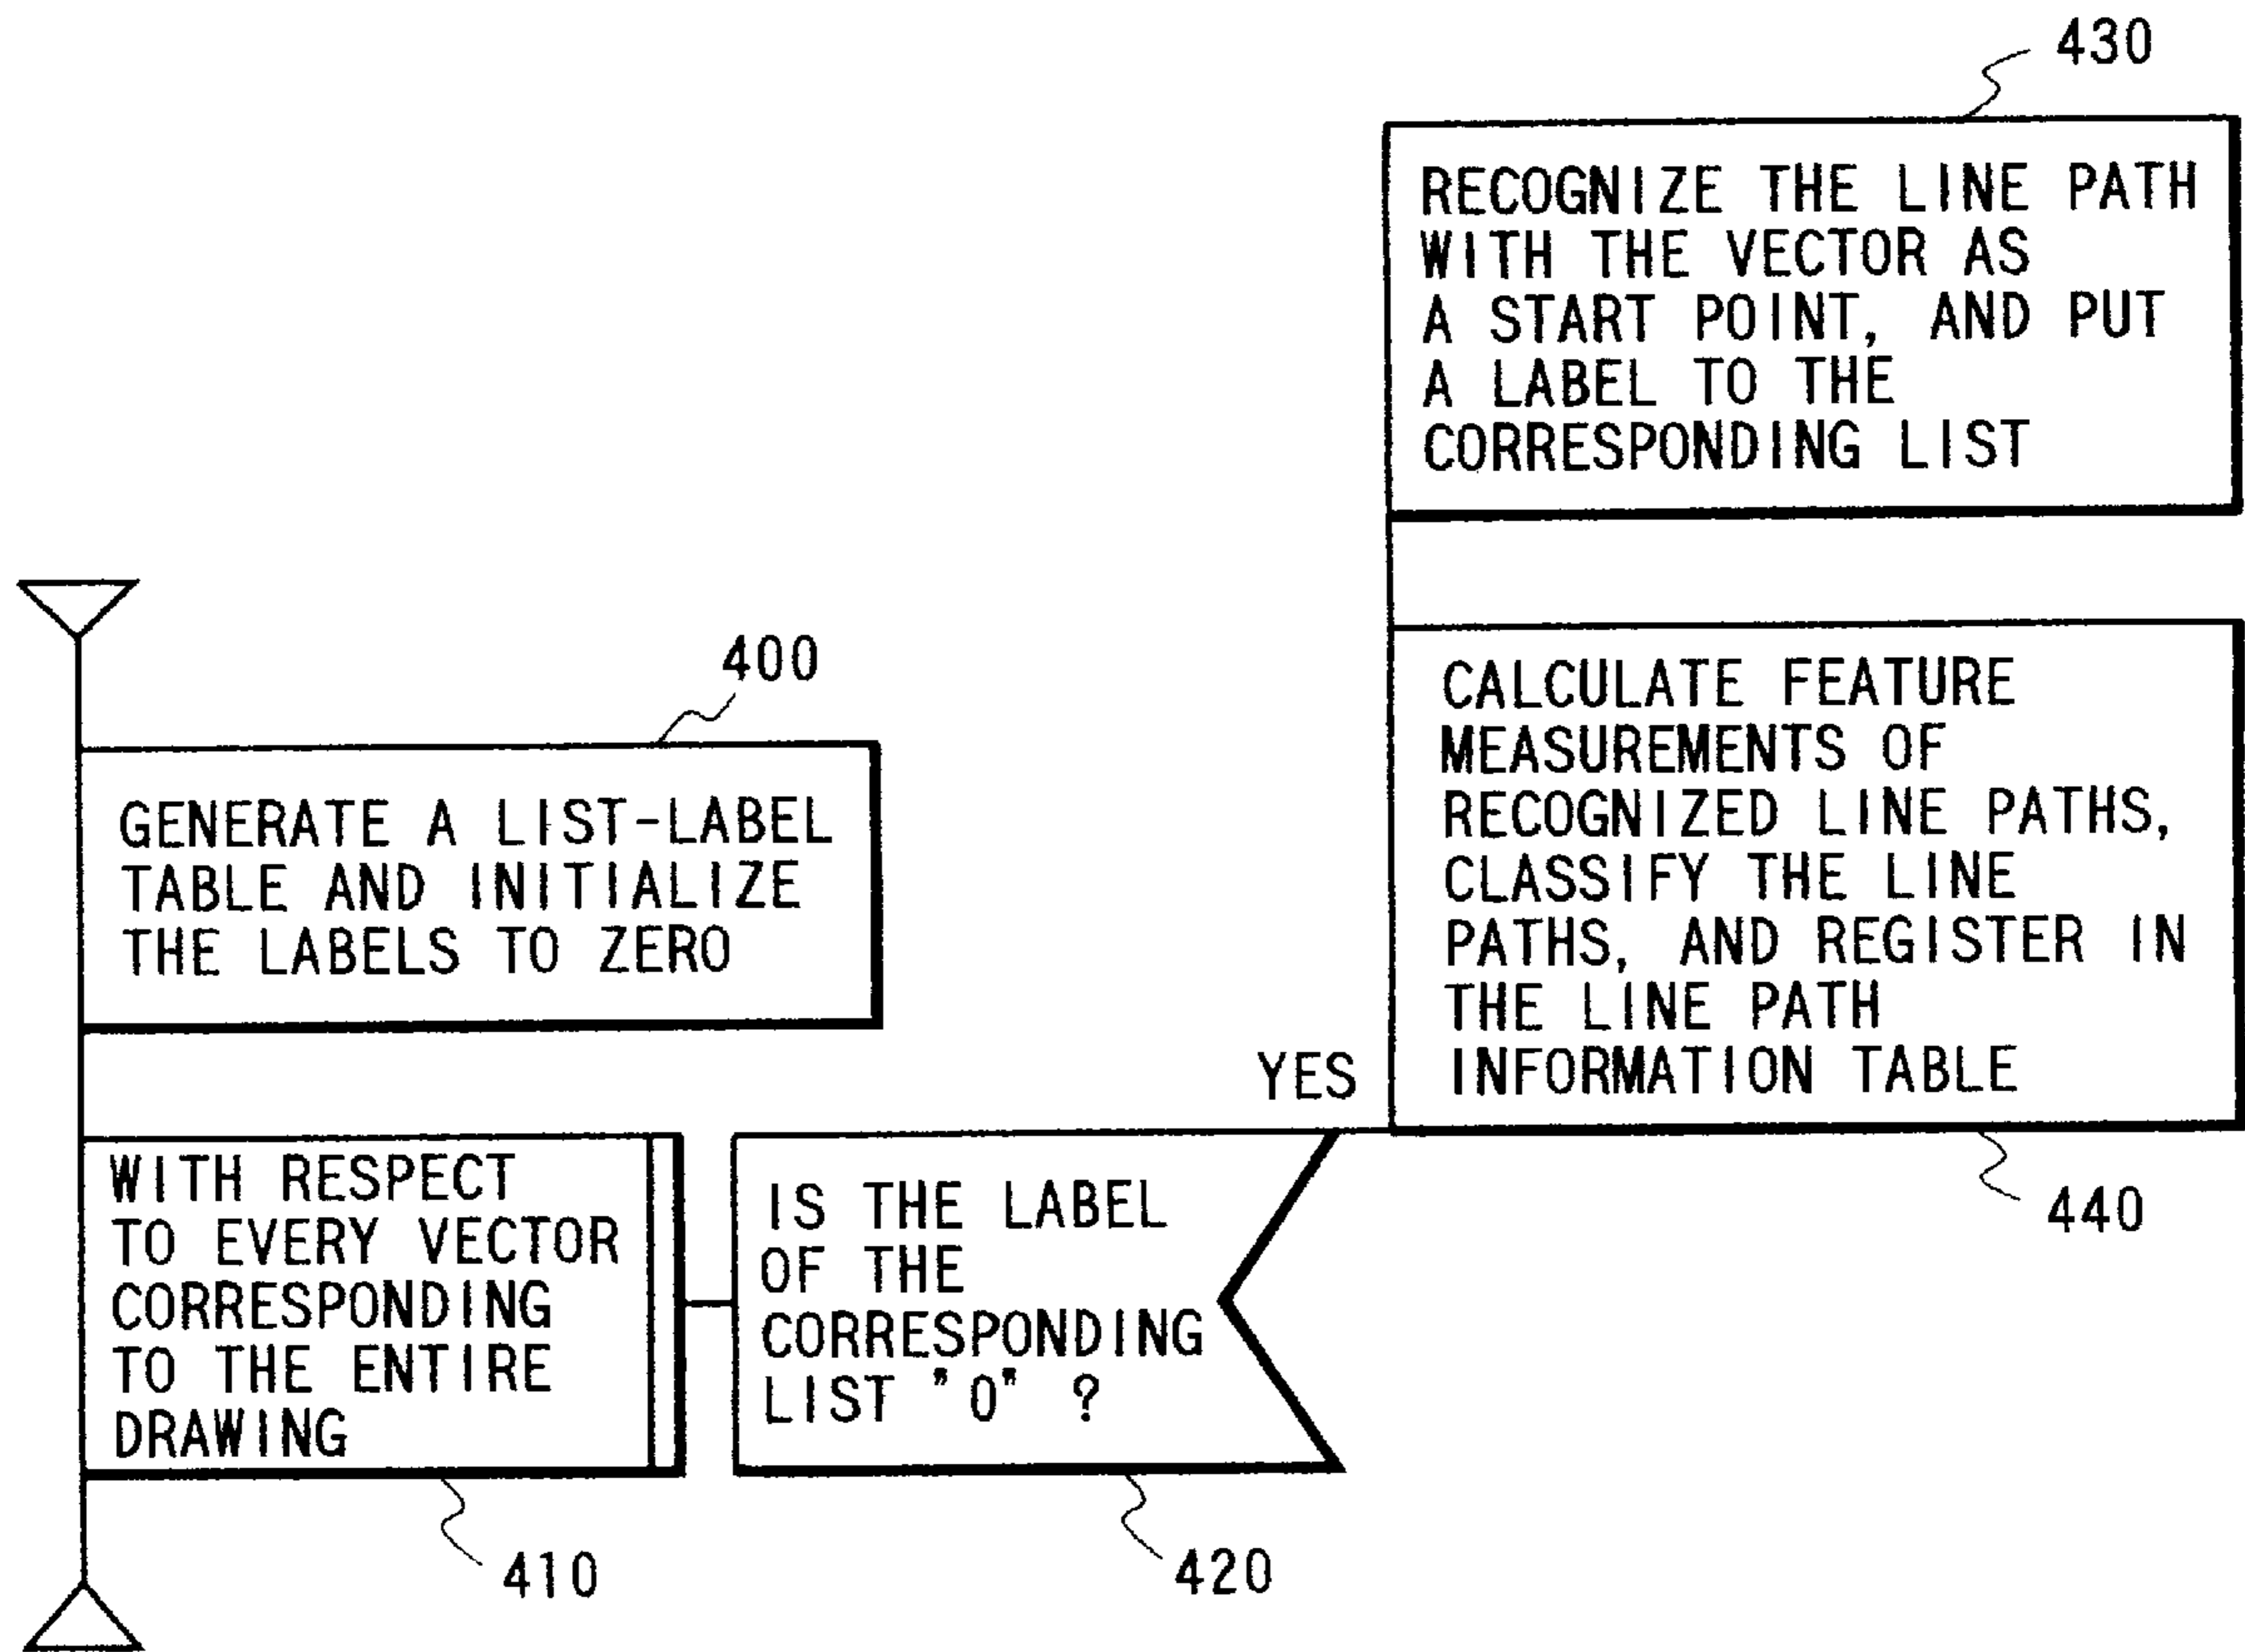 430
RECOGNIZE THE LINE PATH
WITH THE VECTOR AS
A START POINT, AND PUT
A LABEL TO THE
CORRESPONDING LIST
400
GENERATE A LIST-LABEL
TABLE AND INITIALIZE
THE LABELS TO ZERO
CALCULATE FEATURE
MEASUREMENTS OF
RECOGNIZED LINE PATHS,
CLASSIFY THE LINE
PATHS, AND REGISTER IN
THE LINE PATH
INFORMATION TABLE
YES
440
WITH RESPECT
TO EVERY VECTOR
CORRESPONDING
TO THE ENTIRE
DRAWING
410
IS THE LABEL
OF THE
CORRESPONDING
LIST "0" ?
420